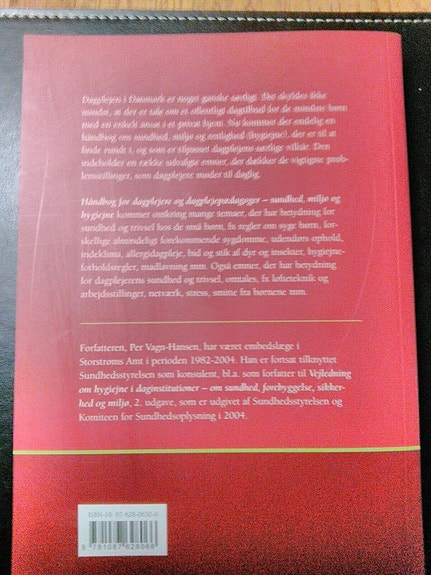 Dagplejen i Danmark er noget ganske særligt. Det skyldes ikke
mindst, at der er tale om et offentligt dagtilbud for de mindste børn
med en enkelt ansat i et privat hjem. Nu kommer der endelig en
håndbog om sundhed, miljø og renlighed (hygiejne), der er til at
finde rundt i, og som er tilpasset dagplejens særlige vilkår. Den
indeholder en række udvalgte emner, der dækker de vigtigste prob-
lemstillinger, som dagplejere møder til daglig.
Håndbog for dagplejere og dagplejepædagoger – sundhed, miljø og
hygiejne kommer omkring mange temaer, der har betydning for
sundhed og trivsel hos de små børn, fx regler om syge børn, for-
skellige almindeligt forekommende sygdomme, udendørs ophold,
indeklima, allergidagpleje, bid og stik af dyr og insekter, hygiejne-
forholdsregler, madlavning mm. Også emner, der har betydning
for dagplejerens sundhed og trivsel, omtales, fx løfteteknik og
arbejdsstillinger, netværk, stress, smitte fra børnene mm.
Forfatteren, Per Vagn-Hansen, har været embedslæge i
Storstrøms Amt i perioden 1982-2004. Han er fortsat tilknyttet
Sundhedsstyrelsen som konsulent, bl.a. som forfatter til Vejledning
om hygiejne i daginstitutioner – om sundhed, forebyggelse, sikker-
hed og miljø, 2. udgave, som er udgivet af Sundhedsstyrelsen og
Komiteen for Sundhedsoplysning i 2004.
ISBN-10